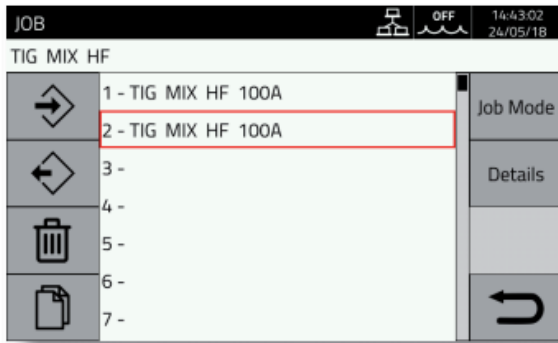 JOB
OFF
14:43:02
24/05/18
TIG MIX HF
1 - TIG MIX HF 100A
2 - TIG MIX HF 100A
3 -
4 -
5 -
6 -
7 -
Job Mode
Details